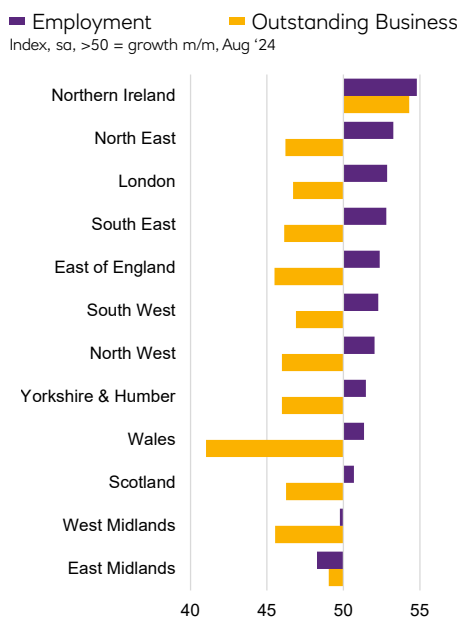 Employment Outstanding Business
Index, sa, >50 = growth m/m, Aug ‘24
Northern Ireland
North East
London
South East
East of England
South West
North West
Yorkshire & Humber
Wales
Scotland
West Midlands
East Midlands
40 45 50 55